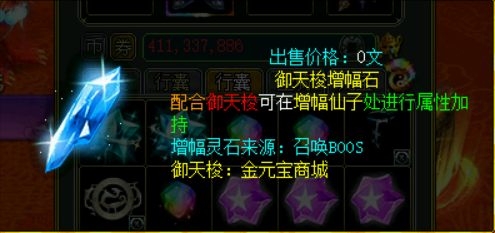 币 券 411,337,886
出售价格：0文
行囊 行囊
御天梭增幅石
配合御天梭可在增幅仙子处进行属性加
持
增幅灵石来源：召唤BOOS
御天梭：金元宝商城